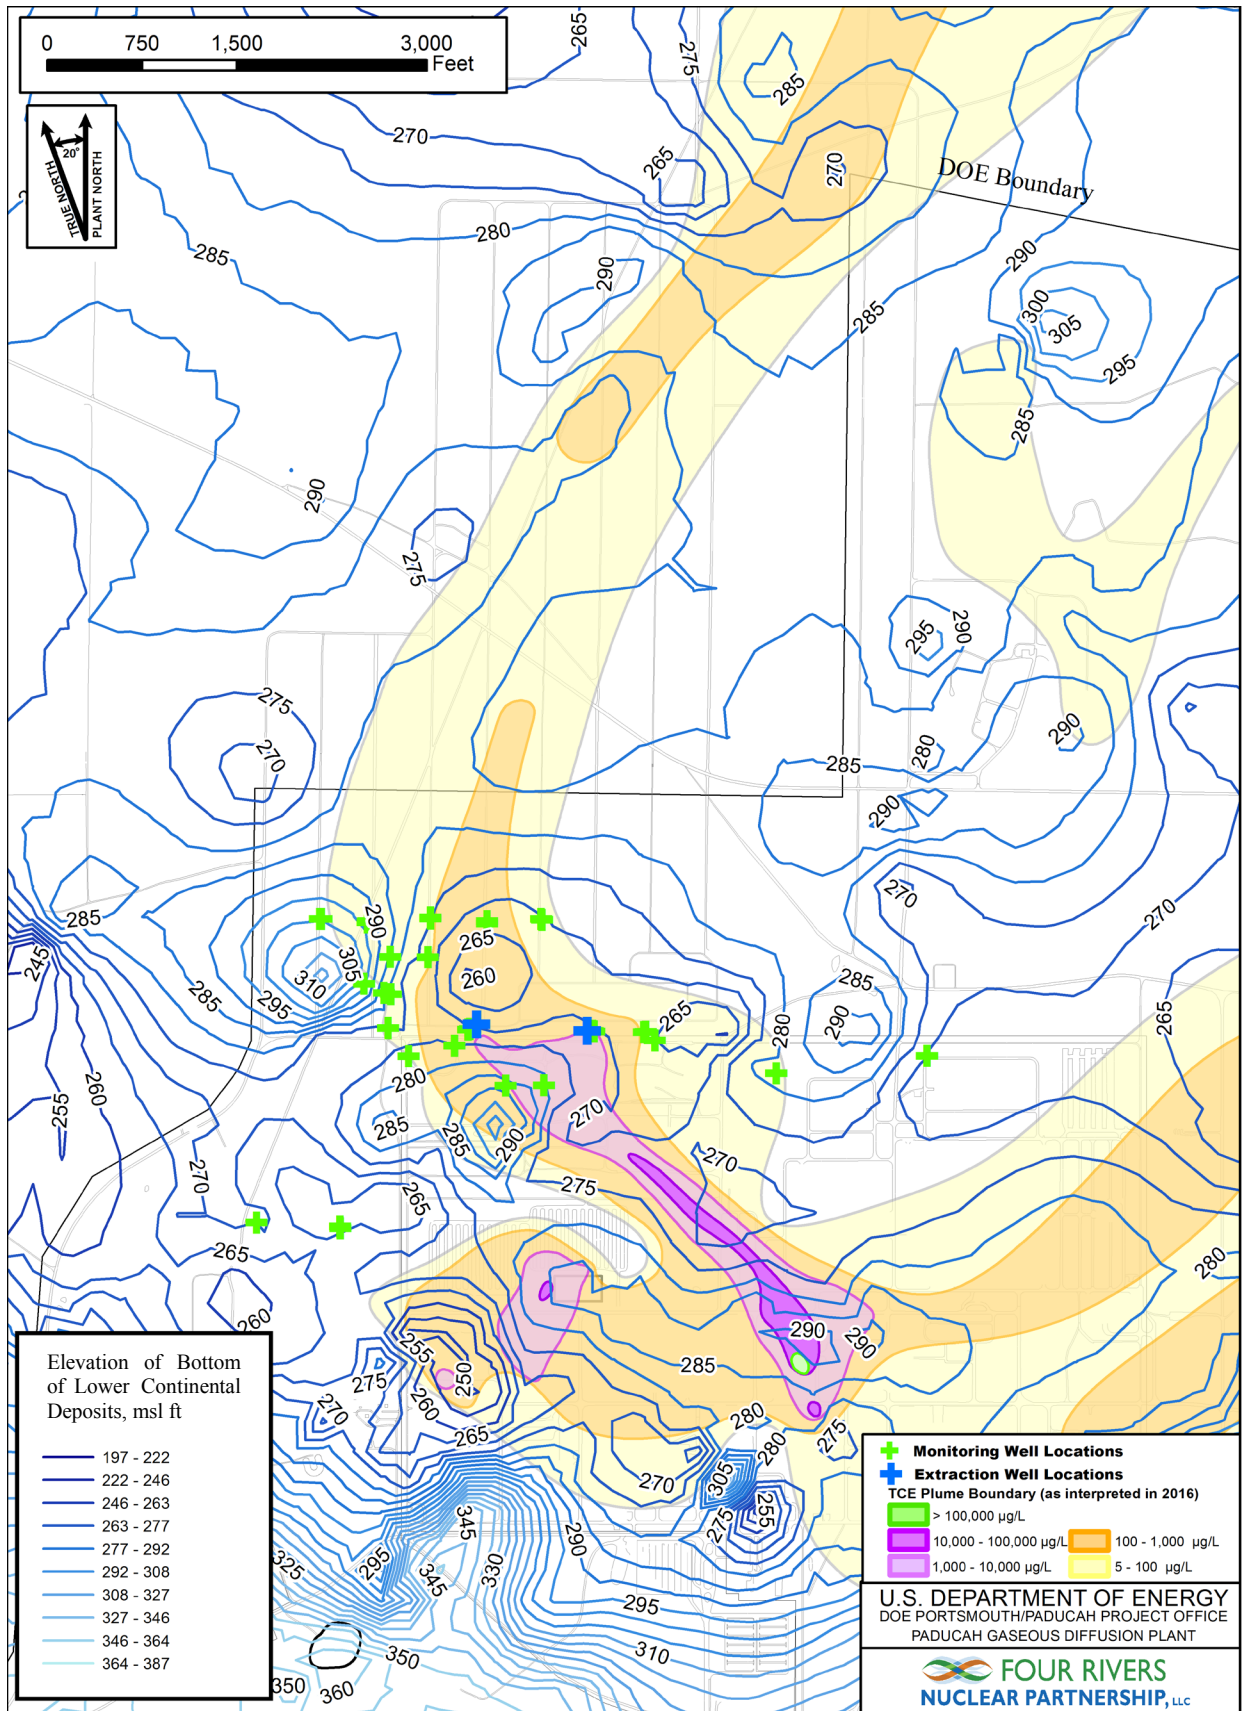 0 750 1,500 3,000
Feet
TRUE NORTH
20°
PLANT NORTH
265
275
285
270
265
270
DOE Boundary
280
285
290
290
300
305
285
295
285
290
275
295
290
275
270
290
280
285
290
270
270
285
290
265
260
305
310
295
285
245
285
290
280
265
265
255
260
280
285
285
290
270
270
275
270
265
265
280
260
290
290
285
255
250
275
260
270
265
280
280
275
270
305
275
255
345
290
330
345
295
325
295
310
350
350
360
Elevation of Bottom
of Lower Continental
Deposits, msl ft
197 - 222
222 - 246
246 - 263
263 - 277
277 - 292
292 - 308
308 - 327
327 - 346
346 - 364
364 - 387
Monitoring Well Locations
Extraction Well Locations
TCE Plume Boundary (as interpreted in 2016)
> 100,000 µg/L
10,000 - 100,000 µg/L
100 - 1,000 µg/L
1,000 - 10,000 µg/L
5 - 100 µg/L
U.S. DEPARTMENT OF ENERGY
DOE PORTSMOUTH/PADUCAH PROJECT OFFICE
PADUCAH GASEOUS DIFFUSION PLANT
FOUR RIVERS
NUCLEAR PARTNERSHIP, LLC